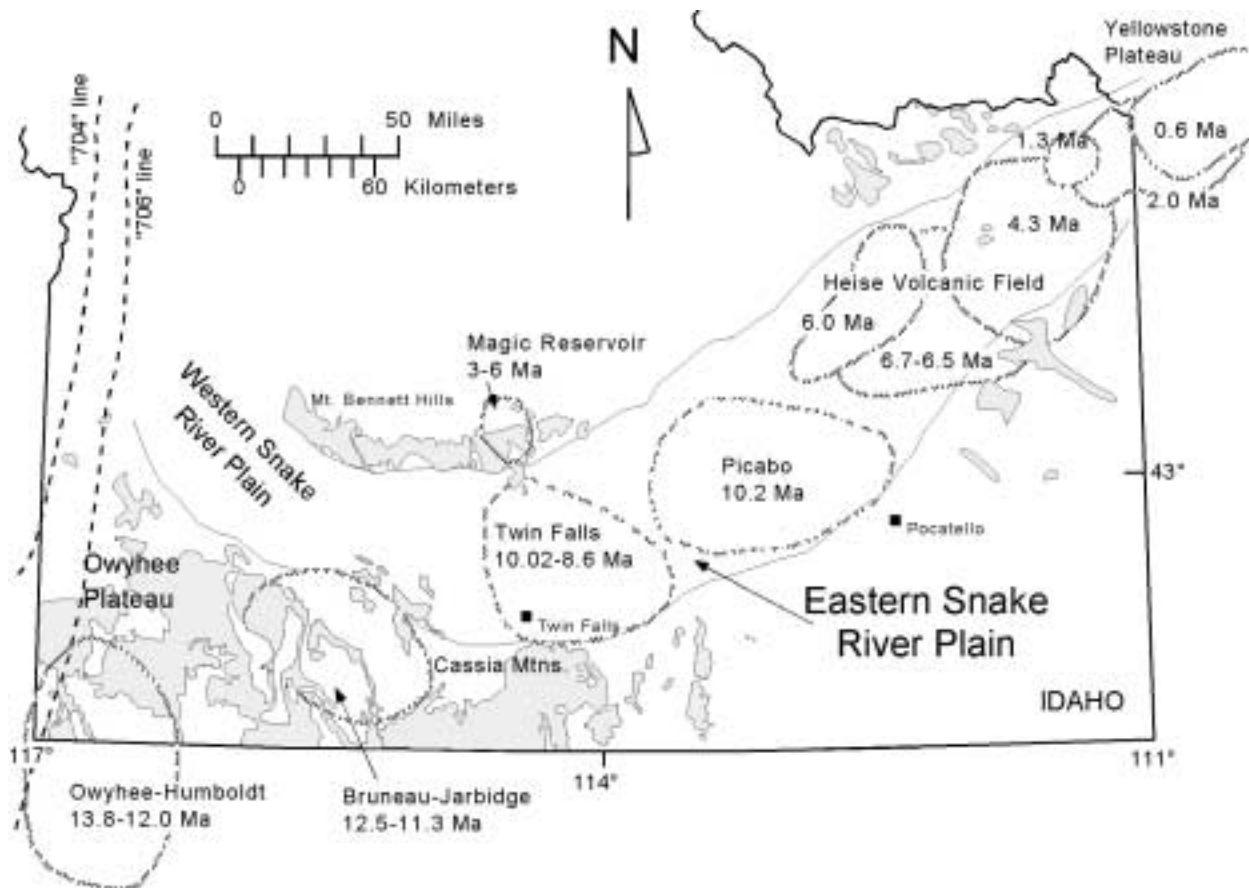 Yellowstone
Plateau
N
"704" line
"706" line
0 50 Miles
0 60 Kilometers
1.3 Ma
0.6 Ma
2.0 Ma
4.3 Ma
Heise Volcanic Field
6.0 Ma
6.7-6.5 Ma
Magic Reservoir
3-6 Ma
Mt. Bennett Hills
Western Snake
River Plain
Picabo
10.2 Ma
43°
Pocatello
Twin Falls
10.02-8.6 Ma
Owyhee
Plateau
Eastern Snake
River Plain
Twin Falls
Cassia Mtns.
IDAHO
117°
114°
111°
Owyhee-Humboldt
13.8-12.0 Ma
Bruneau-Jarbidge
12.5-11.3 Ma